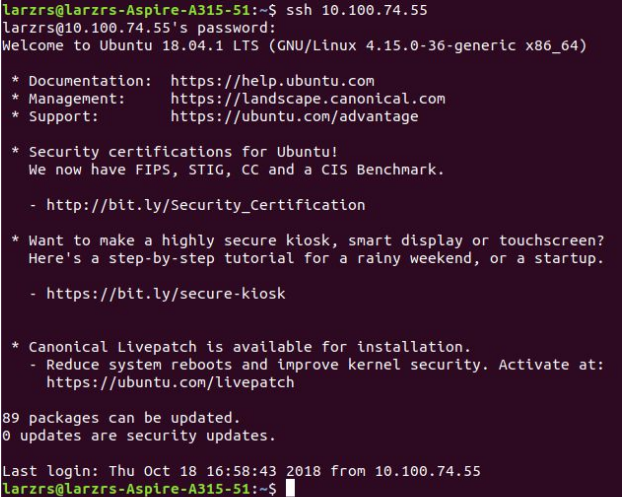 larzrs@larzrs-Aspire-A315-51:~$ ssh 10.100.74.55
larzrs@10.100.74.55's password:
Welcome to Ubuntu 18.04.1 LTS (GNU/Linux 4.15.0-36-generic x86_64)
* Documentation:  https://help.ubuntu.com
* Management:     https://landscape.canonical.com
* Support:        https://ubuntu.com/advantage
* Security certifications for Ubuntu!
We now have FIPS, STIG, CC and a CIS Benchmark.
- http://bit.ly/Security_Certification
* Want to make a highly secure kiosk, smart display or touchscreen?
Here's a step-by-step tutorial for a rainy weekend, or a startup.
- https://bit.ly/secure-kiosk
* Canonical Livepatch is available for installation.
- Reduce system reboots and improve kernel security. Activate at:
https://ubuntu.com/livepatch
89 packages can be updated.
0 updates are security updates.
Last login: Thu Oct 18 16:58:43 2018 from 10.100.74.55
larzrs@larzrs-Aspire-A315-51:~$